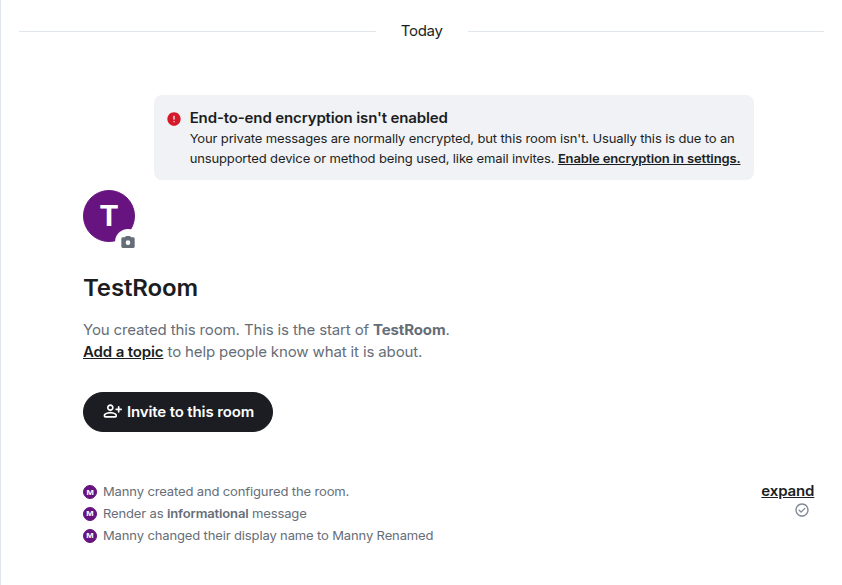 Today
End-to-end encryption isn't enabled
Your private messages are normally encrypted, but this room isn't. Usually this is due to an
unsupported device or method being used, like email invites. Enable encryption in settings.
T
TestRoom
You created this room. This is the start of TestRoom.
Add a topic to help people know what it is about.
Invite to this room
M Manny created and configured the room.
expand
M Render as informational message
M Manny changed their display name to Manny Renamed